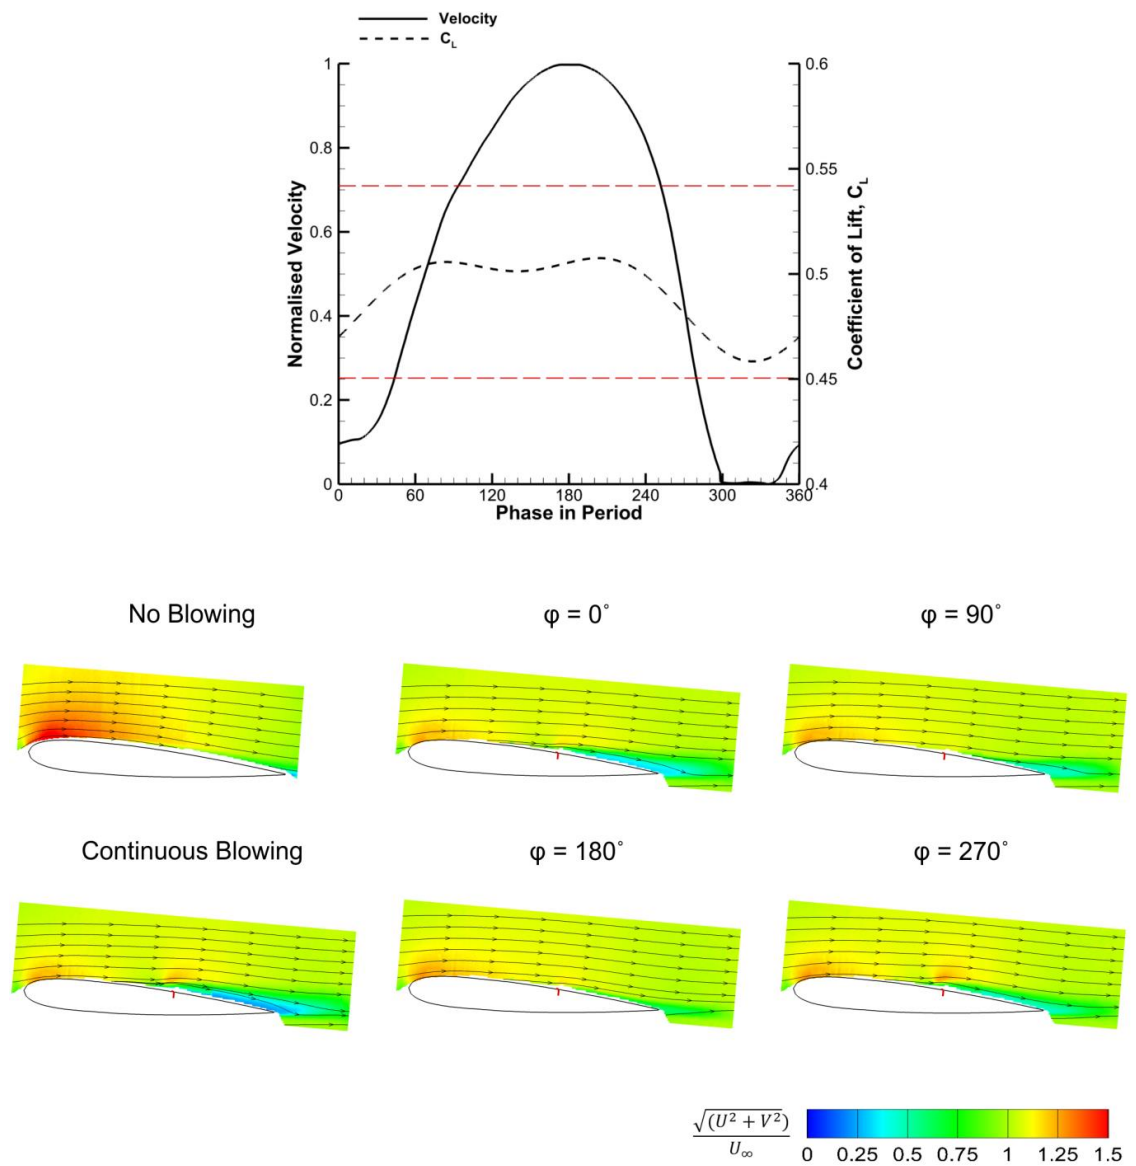 Velocity
C_L
1
0.8
0.6
0.4
0.2
0
Normalised Velocity
0.6
0.55
0.5
0.45
0.4
Coefficient of Lift, C_L
0 60 120 180 240 300 360
Phase in Period
No Blowing φ = 0° φ = 90°
Continuous Blowing φ = 180° φ = 270°
√(U² + V²)
U∞
0 0.25 0.5 0.75 1 1.25 1.5